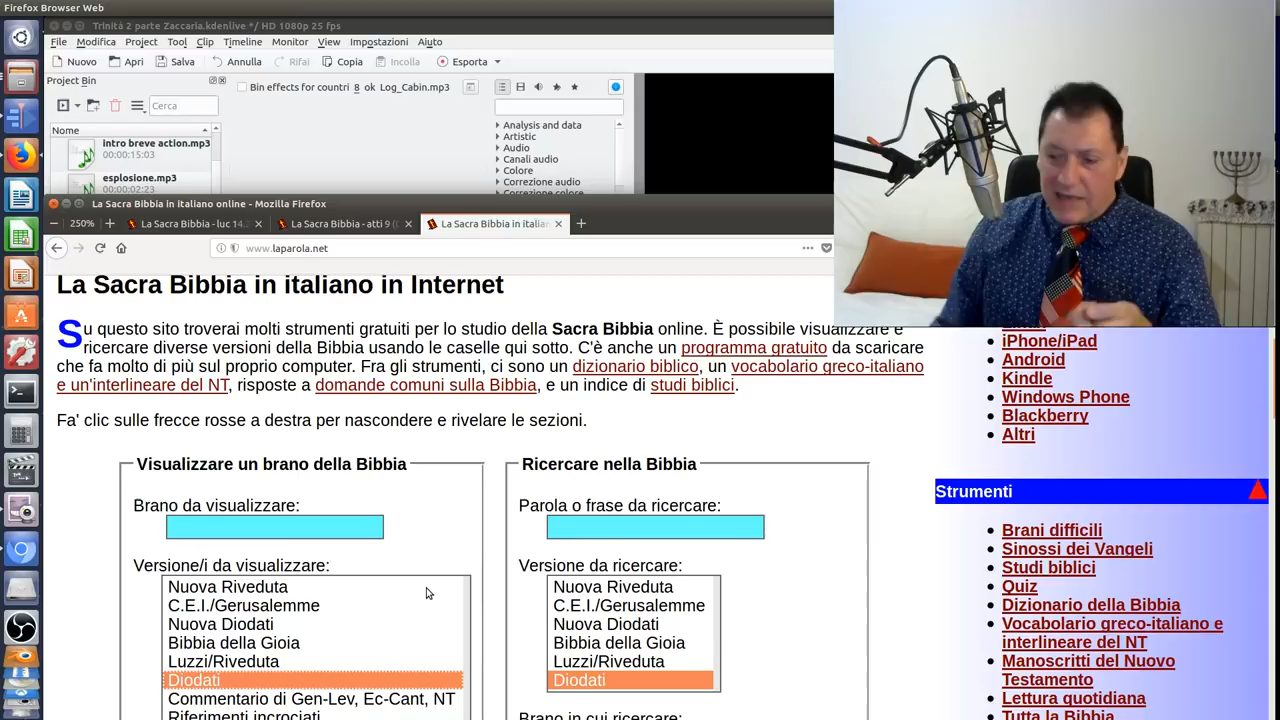 Firefox Browser Web
Trinità 2 parte Zaccaria.kdenlive.*/ HD 1080p 25 fps
File Modifica Project Tool Clip Timeline Monitor View Impostazioni Aiuto
Nuovo Apri Salva Annulla Rifai Copia Incolla Esporta
Project Bin
Bin effects for countri 8 ok Log_Cabin.mp3
Cerca
Nome
intro breve action.mp3
00:00:15:03
esplosione.mp3
00:00:02:23
Analysis and data
Artistic
Audio
Canali audio
Colore
Correzione audio
La Sacra Bibbia in italiano online - Mozilla Firefox
250%
La Sacra Bibbia - luc 14.2
La Sacra Bibbia - atti 9 (
La Sacra Bibbia in italian
www.laparola.net
La Sacra Bibbia in italiano in Internet
Su questo sito troverai molti strumenti gratuiti per lo studio della Sacra Bibbia online. È possibile visualizzare e
ricercare diverse versioni della Bibbia usando le caselle qui sotto. C'è anche un programma gratuito da scaricare
che fa molto di più sul proprio computer. Fra gli strumenti, ci sono un dizionario biblico, un vocabolario greco-italiano
e un'interlineare del NT, risposte a domande comuni sulla Bibbia, e un indice di studi biblici.
Fa' clic sulle frecce rosse a destra per nascondere e rivelare le sezioni.
Visualizzare un brano della Bibbia
Brano da visualizzare:
Versione/i da visualizzare:
Nuova Riveduta
C.E.I./Gerusalemme
Nuova Diodati
Bibbia della Gioia
Luzzi/Riveduta
Diodati
Commentario di Gen-Lev, Ec-Cant, NT
Riferimenti incrociati
Ricercare nella Bibbia
Parola o frase da ricercare:
Versione da ricercare:
Nuova Riveduta
C.E.I./Gerusalemme
Nuova Diodati
Bibbia della Gioia
Luzzi/Riveduta
Diodati
Brano in cui ricercare:
iPhone/iPad
Android
Kindle
Windows Phone
Blackberry
Altri
Strumenti
Brani difficili
Sinossi dei Vangeli
Studi biblici
Quiz
Dizionario della Bibbia
Vocabolario greco-italiano e
interlineare del NT
Manoscritti del Nuovo
Testamento
Lettura quotidiana
Tutta la Bibbia